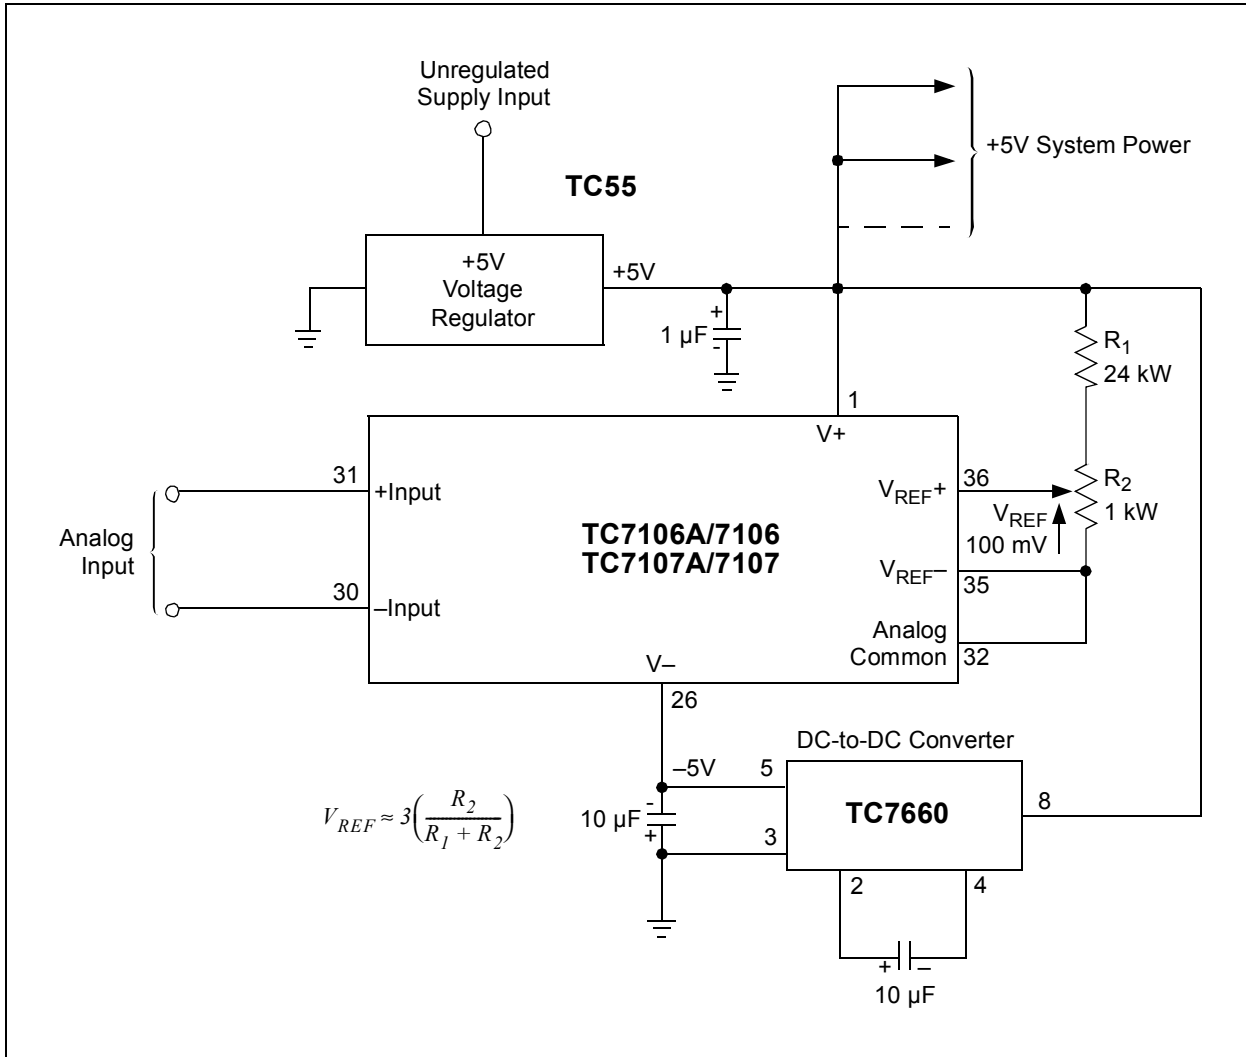 Unregulated
Supply Input
TC55
+5V System Power
+5V
Voltage
Regulator
+5V
+
1 µF
-
R1
24 kW
1
V+
31
+Input
VREF+
36
R2
1 kW
VREF
100 mV
TC7106A/7106
TC7107A/7107
Analog
Input
VREF–
35
30
–Input
Analog
Common
32
V–
26
DC-to-DC Converter
–5V
5
TC7660
8
VREF ≈ 3(R2 / (R1 + R2))
-
10 µF
+
3
2
4
+
–
10 µF